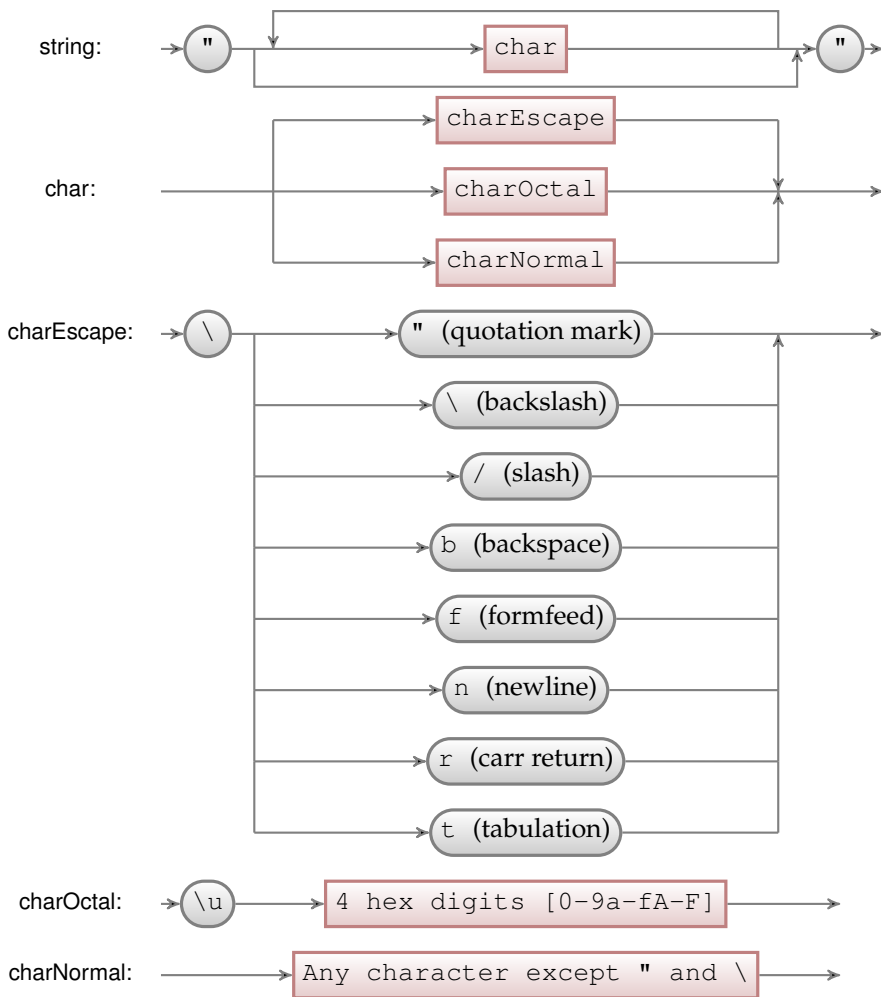 string: " char "
charEscape
char: charOctal
charNormal
charEscape: \ " (quotation mark)
\ (backslash)
/ (slash)
b (backspace)
f (formfeed)
n (newline)
r (carr return)
t (tabulation)
charOctal: \u 4 hex digits [0-9a-fA-F]
charNormal: Any character except " and \